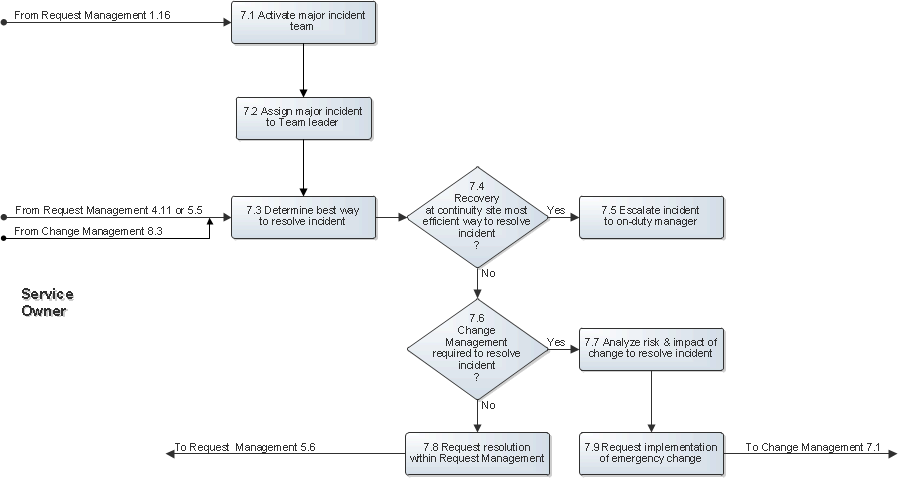 From Request Management 1.16
7.1 Activate major incident
team
7.2 Assign major incident
to Team leader
From Request Management 4.11 or 5.5
From Change Management 8.3
7.3 Determine best way
to resolve incident
7.4
Recovery
at continuity site most
efficient way to resolve
incident
?
Yes
7.5 Escalate incident
to on-duty manager
No
Service
Owner
7.6
Change
Management
required to resolve
incident
?
Yes
7.7 Analyze risk & impact of
change to resolve incident
No
To Request Management 5.6
7.8 Request resolution
within Request Management
7.9 Request implementation
of emergency change
To Change Management 7.1